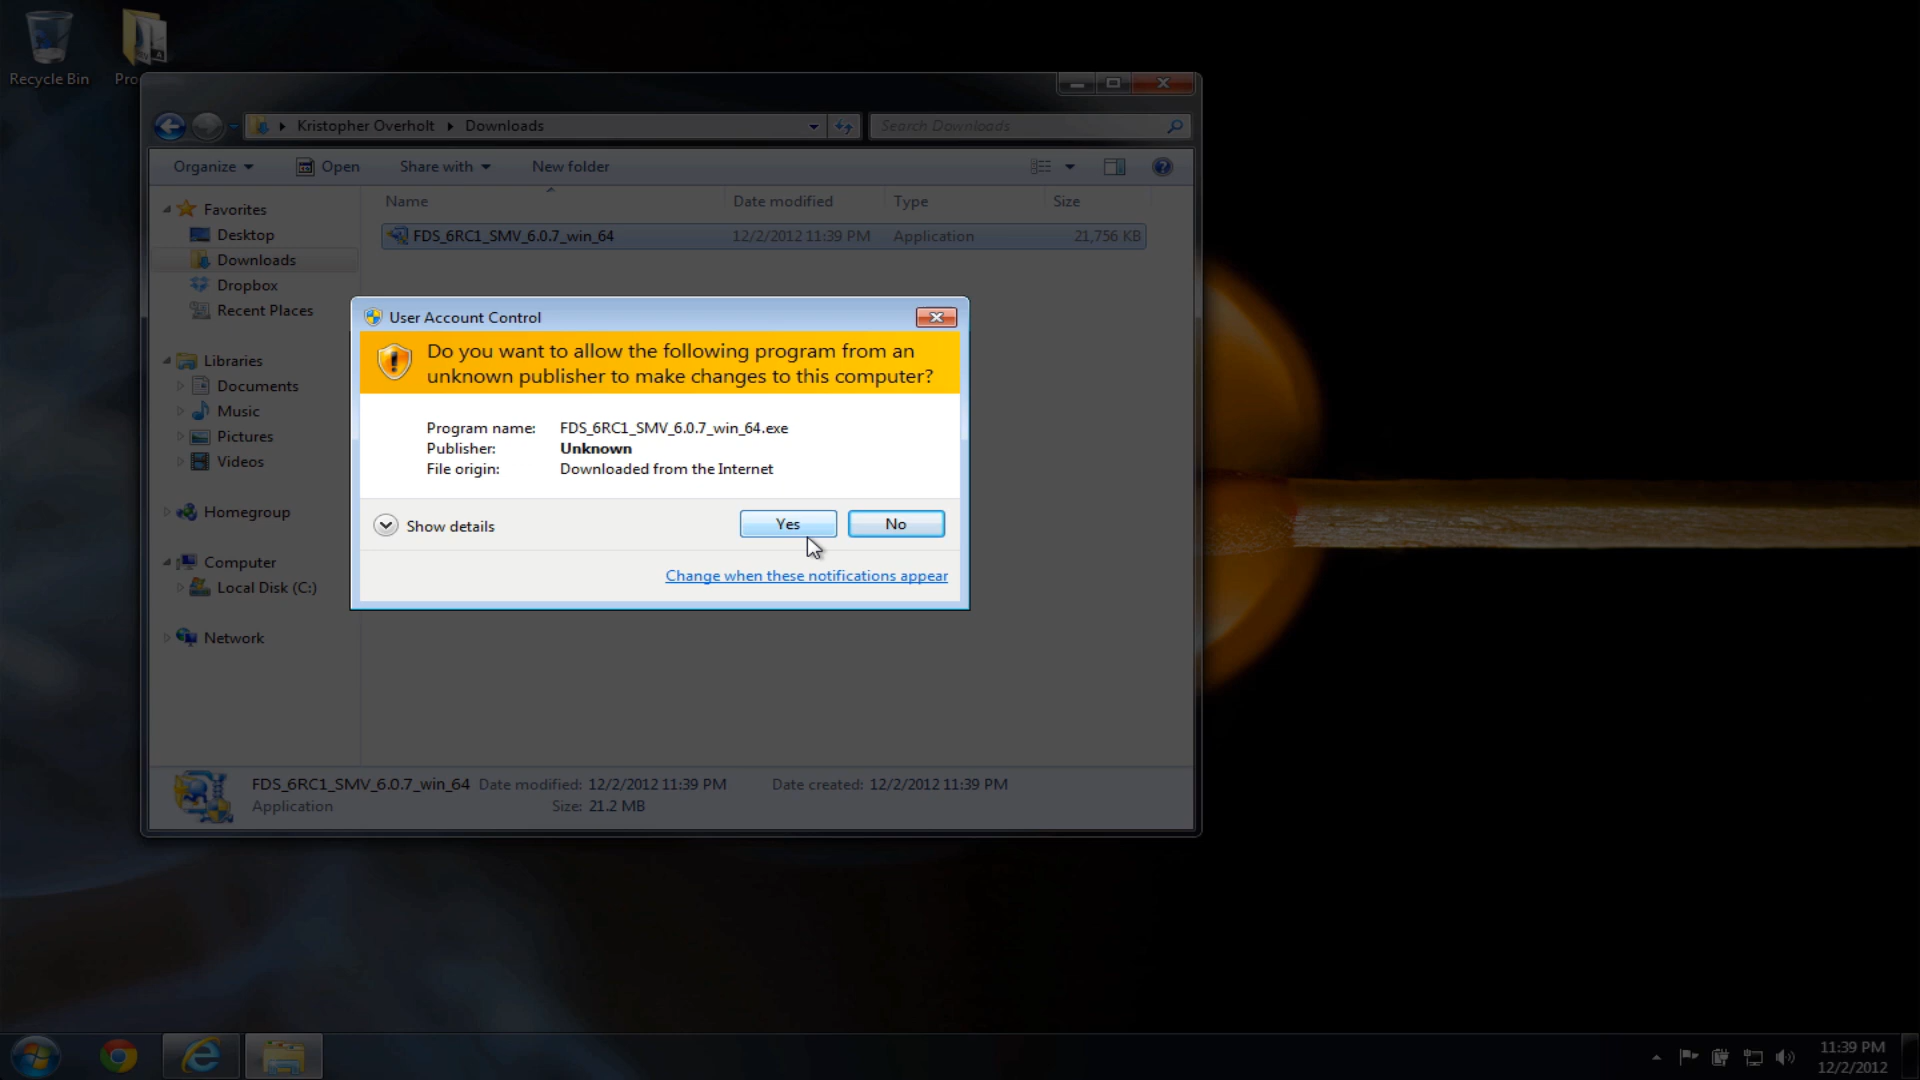 Recycle Bin
Pro
Kristopher Overholt
Downloads
Search Downloads
Organize
Open
Share with
New folder
Name
Date modified
Type
Size
FDS_6RC1_SMV_6.0.7_win_64
12/2/2012 11:39 PM
Application
21,756 KB
Favorites
Desktop
Downloads
Dropbox
Recent Places
Libraries
Documents
Music
Pictures
Videos
Homegroup
Computer
Local Disk (C:)
Network
User Account Control
Do you want to allow the following program from an
unknown publisher to make changes to this computer?
Program name: FDS_6RC1_SMV_6.0.7_win_64.exe
Publisher: Unknown
File origin: Downloaded from the Internet
Show details
Yes
No
Change when these notifications appear
FDS_6RC1_SMV_6.0.7_win_64 Date modified: 12/2/2012 11:39 PM Date created: 12/2/2012 11:39 PM
Application Size: 21.2 MB
11:39 PM
12/2/2012